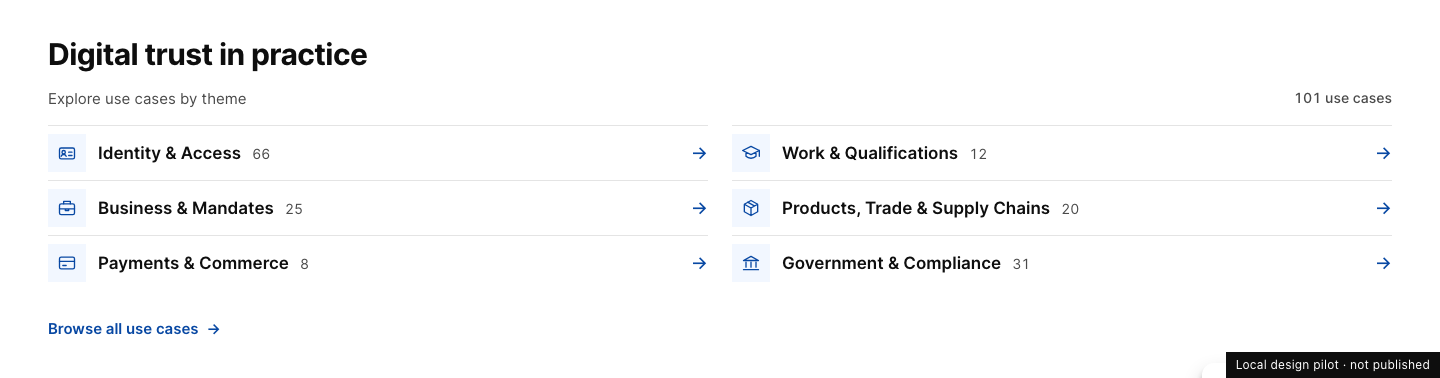 Digital trust in practice
Explore use cases by theme
101 use cases
Identity & Access 66
Work & Qualifications 12
Business & Mandates 25
Products, Trade & Supply Chains 20
Payments & Commerce 8
Government & Compliance 31
Browse all use cases →
Local design pilot · not published